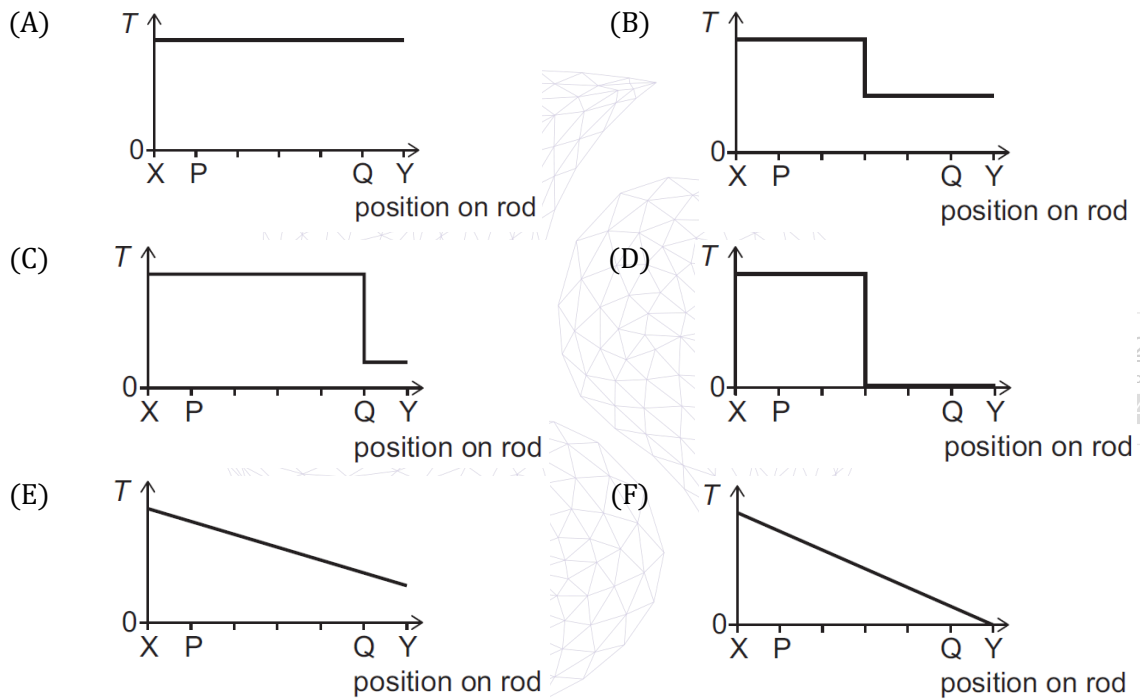 (A)
T
0
X P Q Y
position on rod
(B)
T
0
X P Q Y
position on rod
(C)
T
0
X P Q Y
position on rod
(D)
T
0
X P Q Y
position on rod
(E)
T
0
X P Q Y
position on rod
(F)
T
0
X P Q Y
position on rod